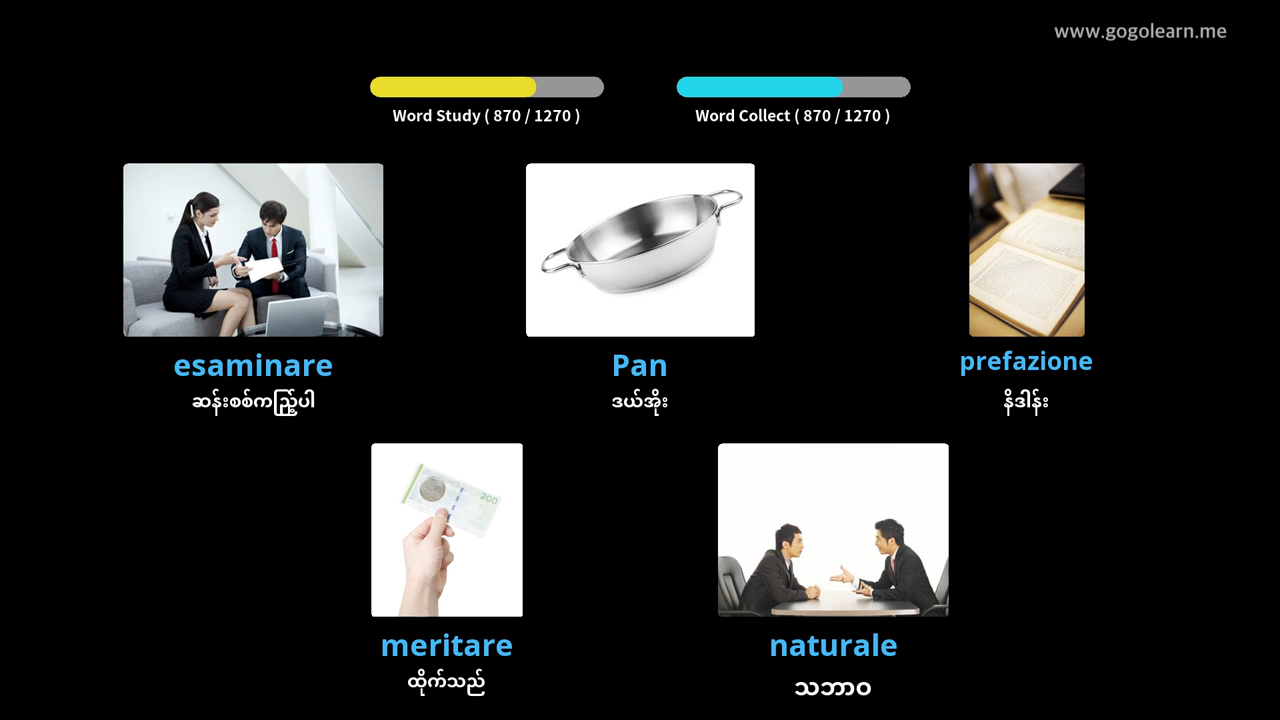 www.gogolearn.me
Word Study ( 870 / 1270 )
Word Collect ( 870 / 1270 )
esaminare
ဆန်းစစ်ကည့်ပြါ
Pan
ဒယ်အိုး
prefazione
နိဒါန်း
200
meritare
ထိုက်သည်
naturale
သဘာဝ